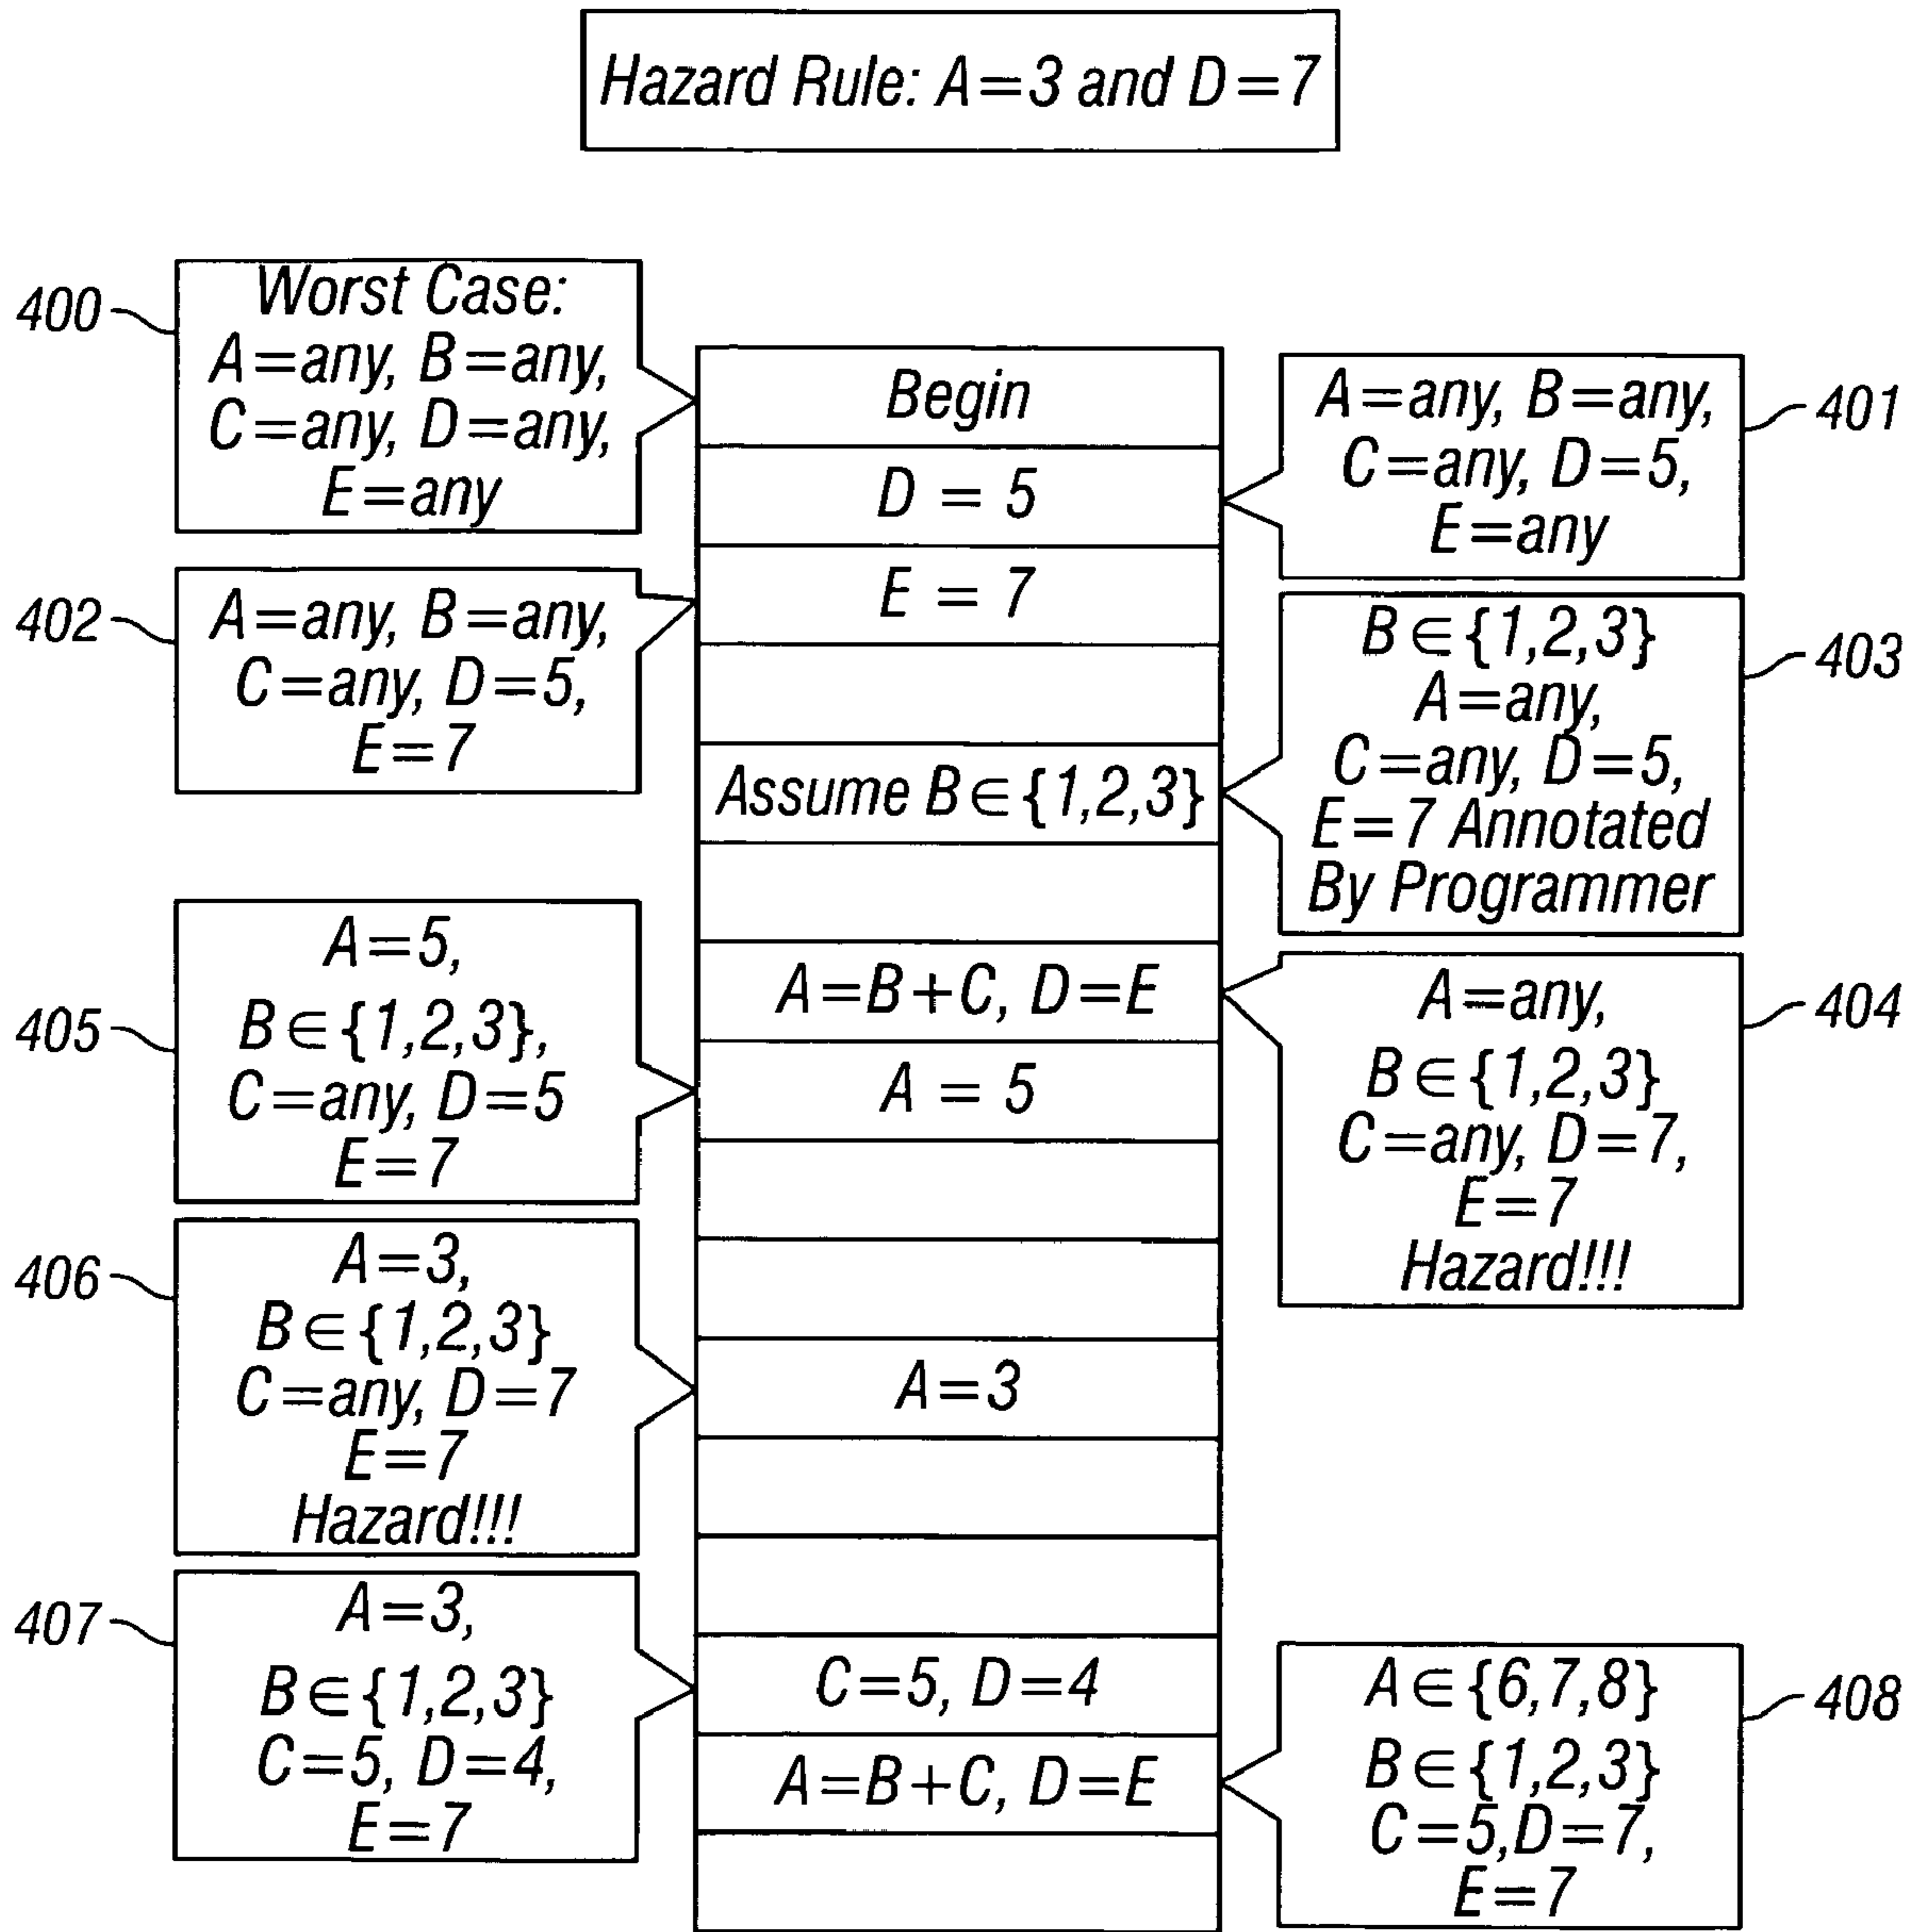 Hazard Rule: A=3 and D=7
400
Worst Case:
A=any, B=any,
C=any, D=any,
E=any
Begin
A=any, B=any,
C=any, D=5,
E=any
401
D = 5
402
A=any, B=any,
C=any, D=5,
E=7
E = 7
B∈{1,2,3}
A=any,
C=any, D=5,
E=7 Annotated
By Programmer
403
Assume B∈{1,2,3}
405
A=5,
B∈{1,2,3},
C=any, D=5
E=7
A=B+C, D=E
A=any,
B∈{1,2,3}
C=any, D=7,
E=7
Hazard!!!
404
A = 5
406
A=3,
B∈{1,2,3}
C=any, D=7
E=7
Hazard!!!
A=3
407
A=3,
B∈{1,2,3}
C=5, D=4,
E=7
C=5, D=4
A∈{6,7,8}
B∈{1,2,3}
C=5,D=7,
E=7
408
A=B+C, D=E